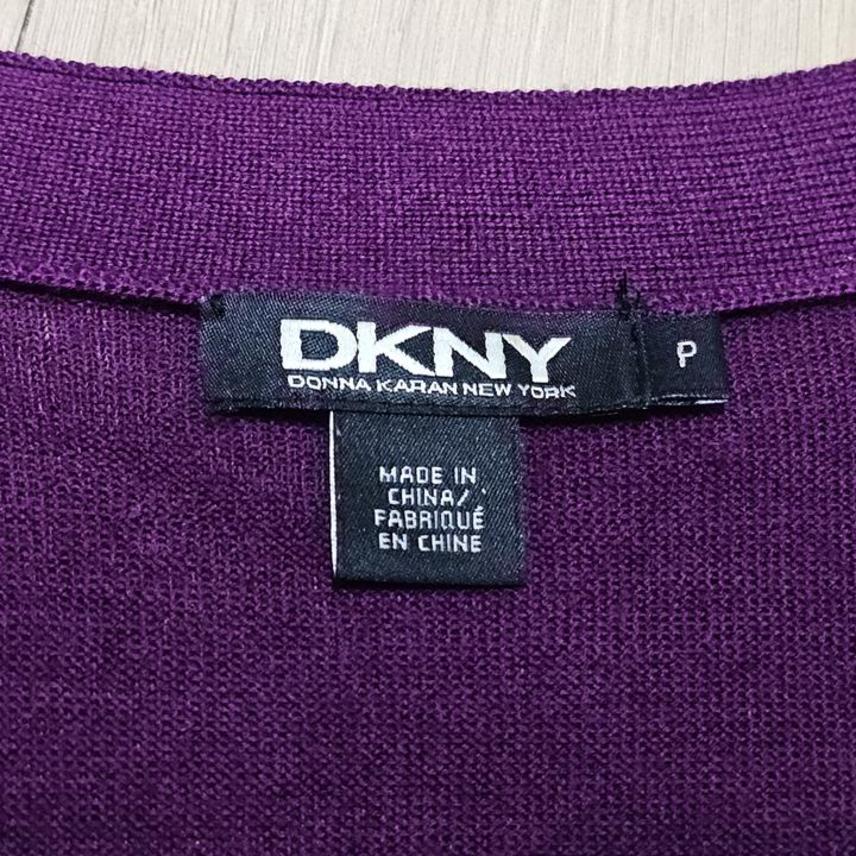 DKNY
DONNA KARAN NEW YORK
P
MADE IN
CHINA/
FABRIQUÉ
EN CHINE